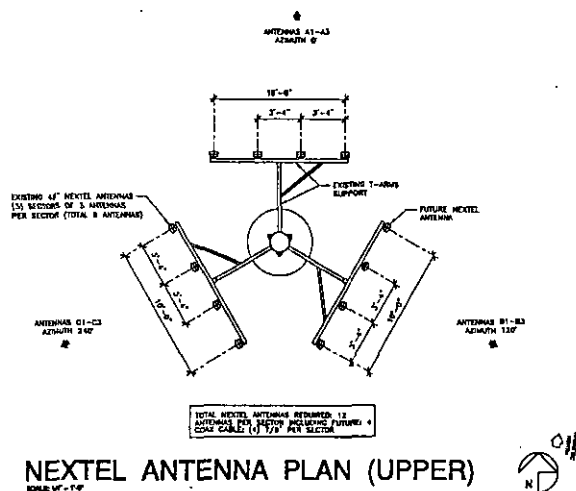 ANTENNAS A1-A3
AZIMUTH 0'
10'-0"
3'-4"
3'-4"
EXISTING T-ARMS
SUPPORT
EXISTING 48" NEXTEL ANTENNAS
(3) SECTORS OF 3 ANTENNAS
PER SECTOR (TOTAL 9 ANTENNAS)
FUTURE NEXTEL
ANTENNA
3'-4"
3'-4"
10'-0"
3'-4"
3'-4"
10'-0"
ANTENNAS C1-C3
AZIMUTH 240'
ANTENNAS B1-B3
AZIMUTH 120'
TOTAL NEXTEL ANTENNAS REQUIRED: 12
ANTENNAS PER SECTOR INCLUDING FUTURE: 4
COAX CABLE: (4) 7/8" PER SECTOR
NEXTEL ANTENNA PLAN (UPPER)
N